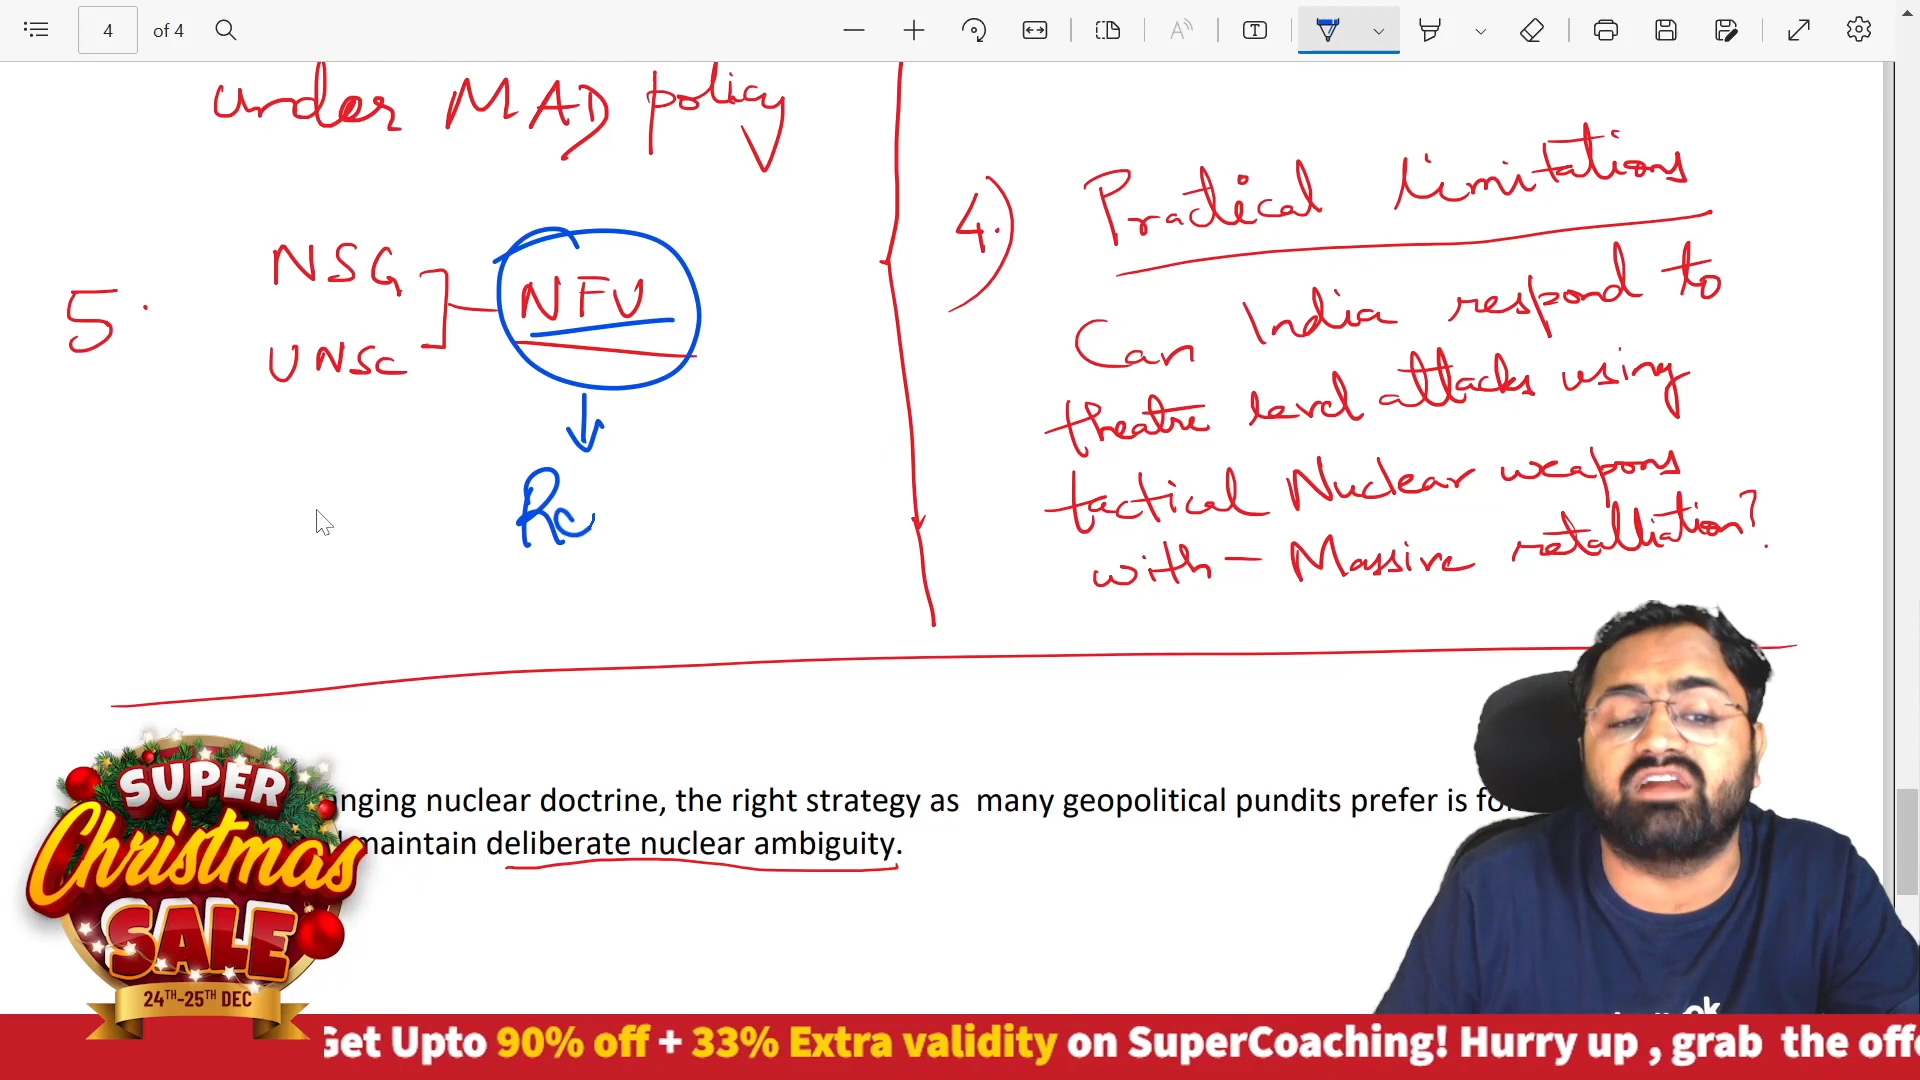 4
of 4
under MAD policy
5.
NSG
UNSC
NFU
Re
4.)
Practical limitations
Can India respond to
theatre level attacks using
tactical Nuclear weapons
with - Massive retalliation?
nging nuclear doctrine, the right strategy as many geopolitical pundits prefer is fo
maintain deliberate nuclear ambiguity.
SUPER
Christmas
SALE
24TH-25TH DEC
Get Upto 90% off + 33% Extra validity on SuperCoaching! Hurry up , grab the offe